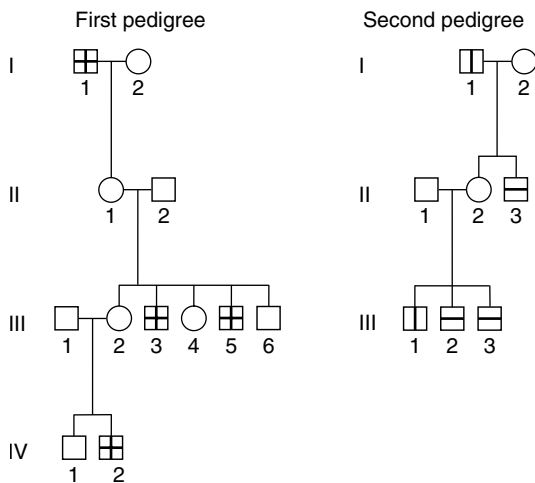 First pedigree Second pedigree
I I
1 2 1 2
II II
1 2 1 2 3
III III
1 2 3 4 5 6 1 2 3
IV
1 2